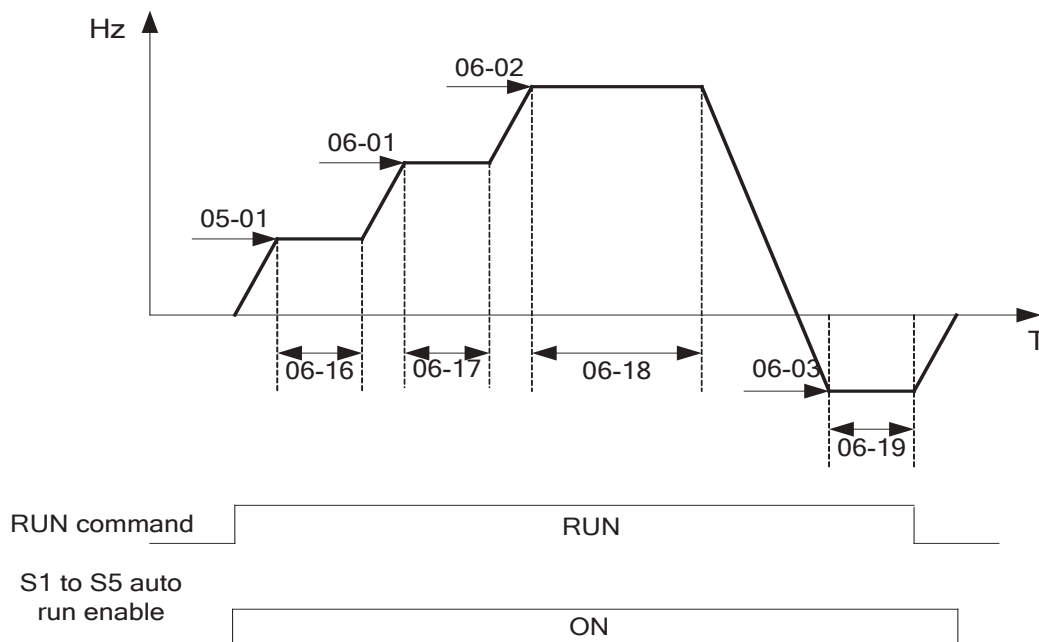 Hz
06-02
06-01
05-01
T
06-16
06-17
06-18
06-03
06-19
RUN command
RUN
S1 to S5 auto
run enable
ON